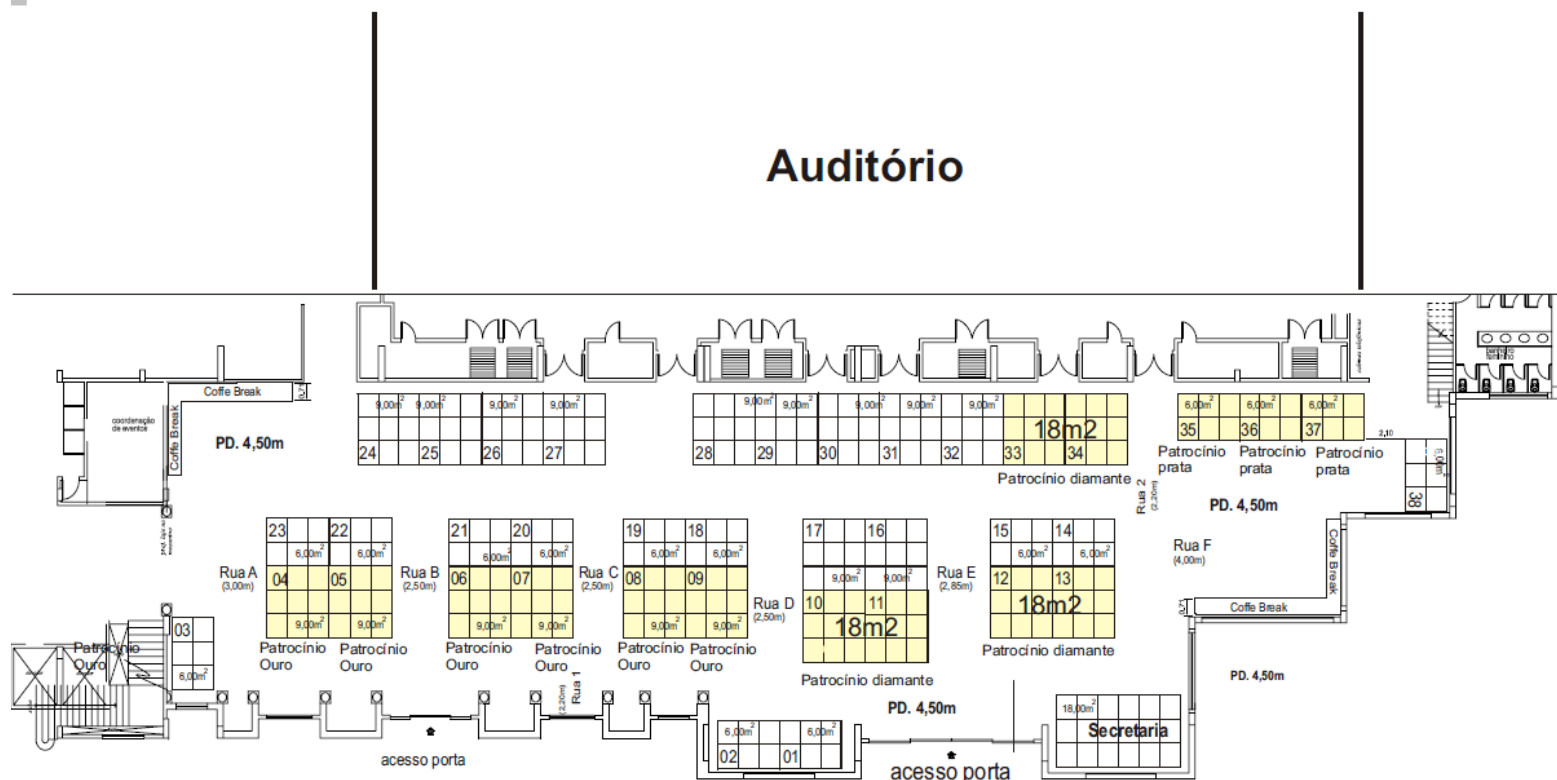 Auditório
Coffe Break
0,71
coordenação
de eventos
Coffe Break
PD. 4,50m
9,00m²
9,00m²
9,00m²
9,00m²
24
25
26
27
9,00m²
9,00m²
9,00m²
9,00m²
9,00m²
18m2
28
29
30
31
32
33
34
Patrocínio diamante
6,00m²
6,00m²
6,00m²
35
36
37
Patrocínio
prata
Patrocínio
prata
Patrocínio
prata
banheiro
feminino
2,10
6,00m²
38
Rua 2
(2,20m)
PD. 4,50m
23
22
6,00m²
6,00m²
Rua A
(3,00m)
04
05
9,00m²
9,00m²
Patrocínio
Ouro
Patrocínio
Ouro
21
20
6,00m²
6,00m²
Rua B
(2,50m)
06
07
9,00m²
9,00m²
Patrocínio
Ouro
Patrocínio
Ouro
19
18
6,00m²
6,00m²
Rua C
(2,50m)
08
09
9,00m²
9,00m²
Patrocínio
Ouro
Patrocínio
Ouro
17
16
9,00m²
9,00m²
Rua D
(2,50m)
10
11
18m2
Patrocínio diamante
15
14
6,00m²
6,00m²
Rua E
(2,85m)
12
13
18m2
Patrocínio diamante
Rua F
(4,00m)
Coffe Break
0,71
Coffe Break
03
Patrocínio
Ouro
6,00m²
Rua 1
(2,20m)
PD. 4,50m
PD. 4,50m
6,00m²
6,00m²
02
01
18,00m²
Secretaria
acesso porta
acesso porta